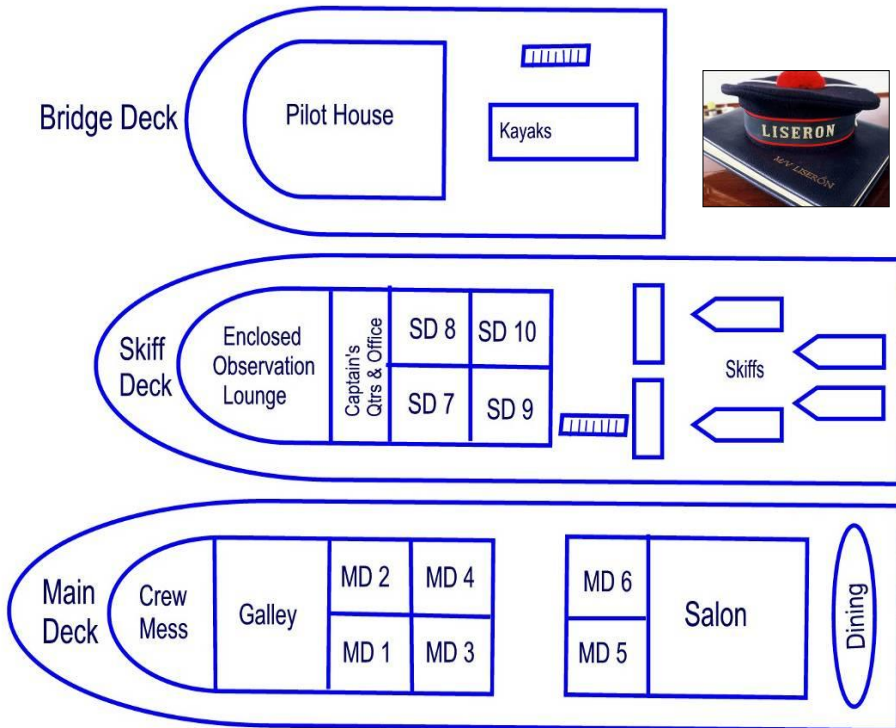 Bridge Deck
Pilot House
Kayaks
LISERON
M/V LISERÓN
Skiff
Deck
Enclosed
Observation
Lounge
Captain's
Qtrs & Office
SD 8
SD 10
SD 7
SD 9
Skiffs
Main
Deck
Crew
Mess
Galley
MD 2
MD 4
MD 1
MD 3
MD 6
MD 5
Salon
Dining